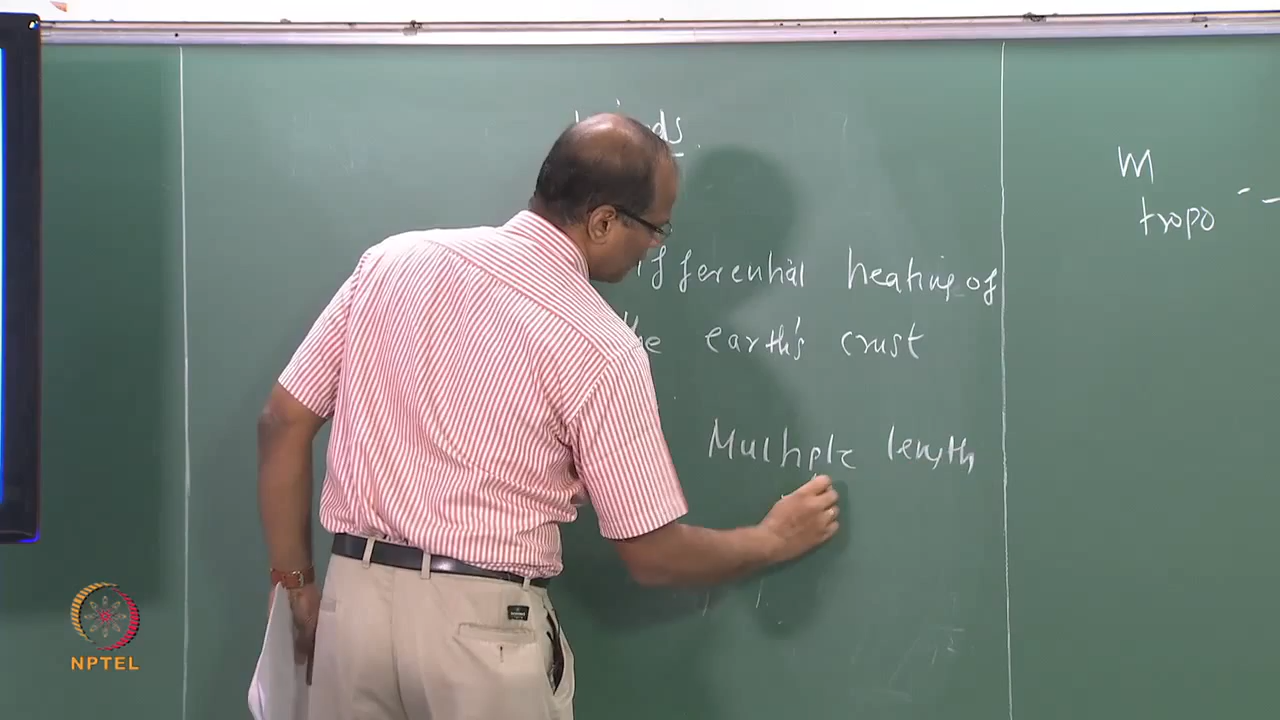 M
tropo
heating of
earth's crust
Multiple length
NPTEL